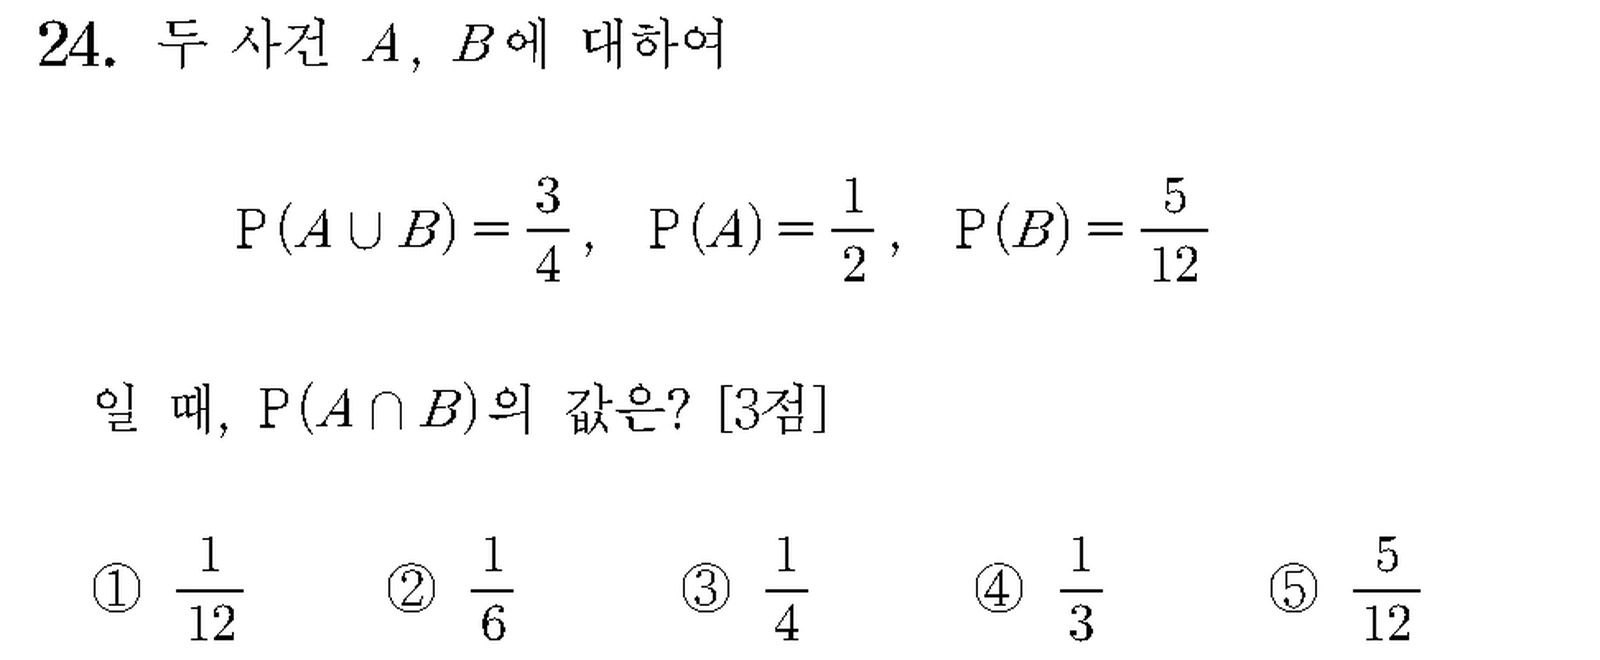 24. 두 사건 A, B에 대하여
P(A∪B)=3/4, P(A)=1/2, P(B)=5/12
일 때, P(A∩B)의 값은? [3점]
① 1/12 ② 1/6 ③ 1/4 ④ 1/3 ⑤ 5/12